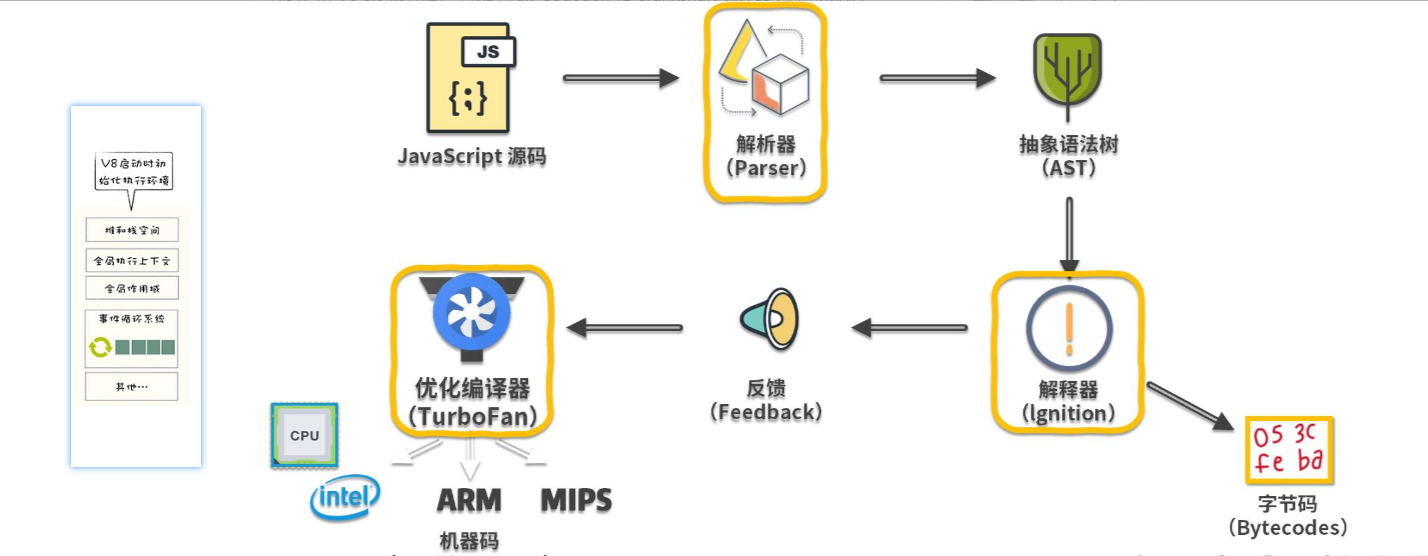 V8启动时初
始化执行环境
堆和栈空间
全局执行上下文
全局作用域
事件循环系统
其他…
JS
{;}
JavaScript 源码
解析器
（Parser）
抽象语法树
（AST）
解释器
（Ignition）
反馈
（Feedback）
优化编译器
（TurboFan）
05 3c
fe ba
字节码
（Bytecodes）
CPU
intel
ARM
MIPS
机器码